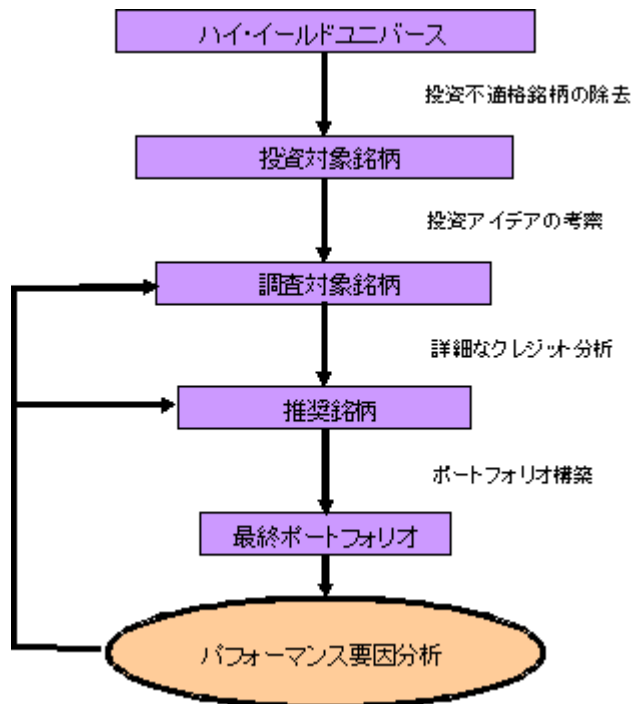 ハイ・イールドユニバース
投資不適格銘柄の除去
投資対象銘柄
投資アイデアの考察
調査対象銘柄
詳細なクレジット分析
推奨銘柄
ポートフォリオ構築
最終ポートフォリオ
パフォーマンス要因分析